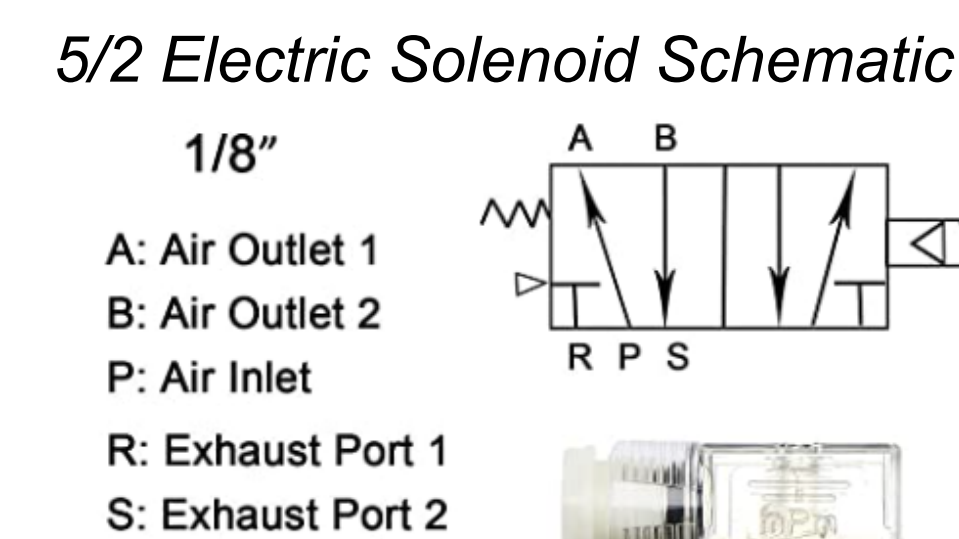 5/2 Electric Solenoid Schematic
1/8"
A B
A: Air Outlet 1
B: Air Outlet 2
P: Air Inlet
R P S
R: Exhaust Port 1
S: Exhaust Port 2